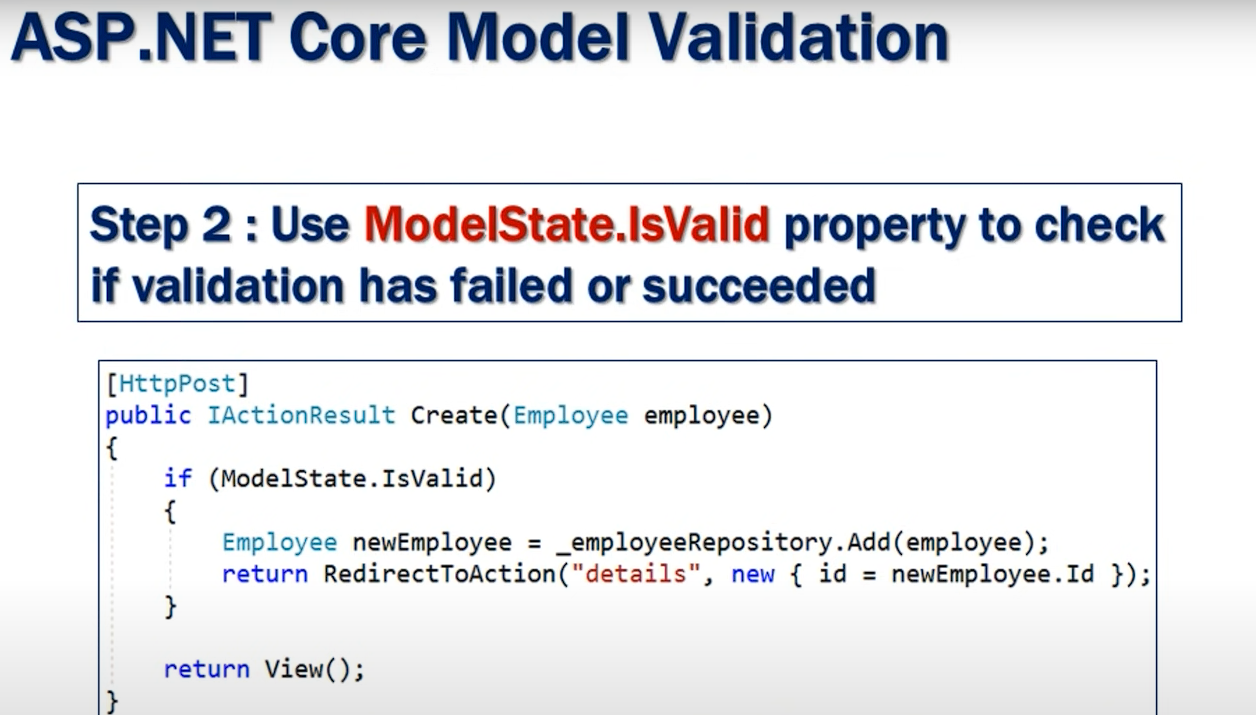 ASP.NET Core Model Validation
Step 2 : Use ModelState.IsValid property to check
if validation has failed or succeeded
[HttpPost]
public IActionResult Create(Employee employee)
{
    if (ModelState.IsValid)
    {
        Employee newEmployee = _employeeRepository.Add(employee);
        return RedirectToAction("details", new { id = newEmployee.Id });
    }
    return View();
}